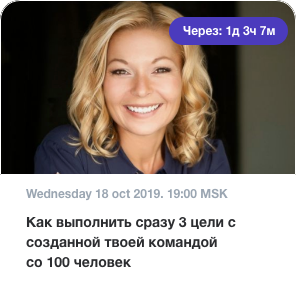 Через: 1д 3ч 7м
Wednesday 18 oct 2019. 19:00 MSK
Как выполнить сразу 3 цели с
созданной твоей командой
со 100 человек